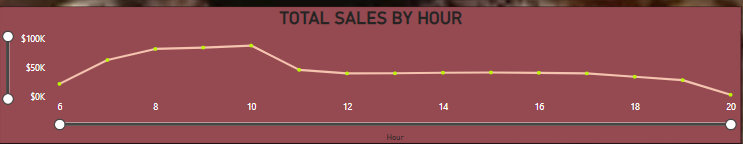 TOTAL SALES BY HOUR
$100K
$50K
$0K
6 8 10 12 14 16 18 20
Hour